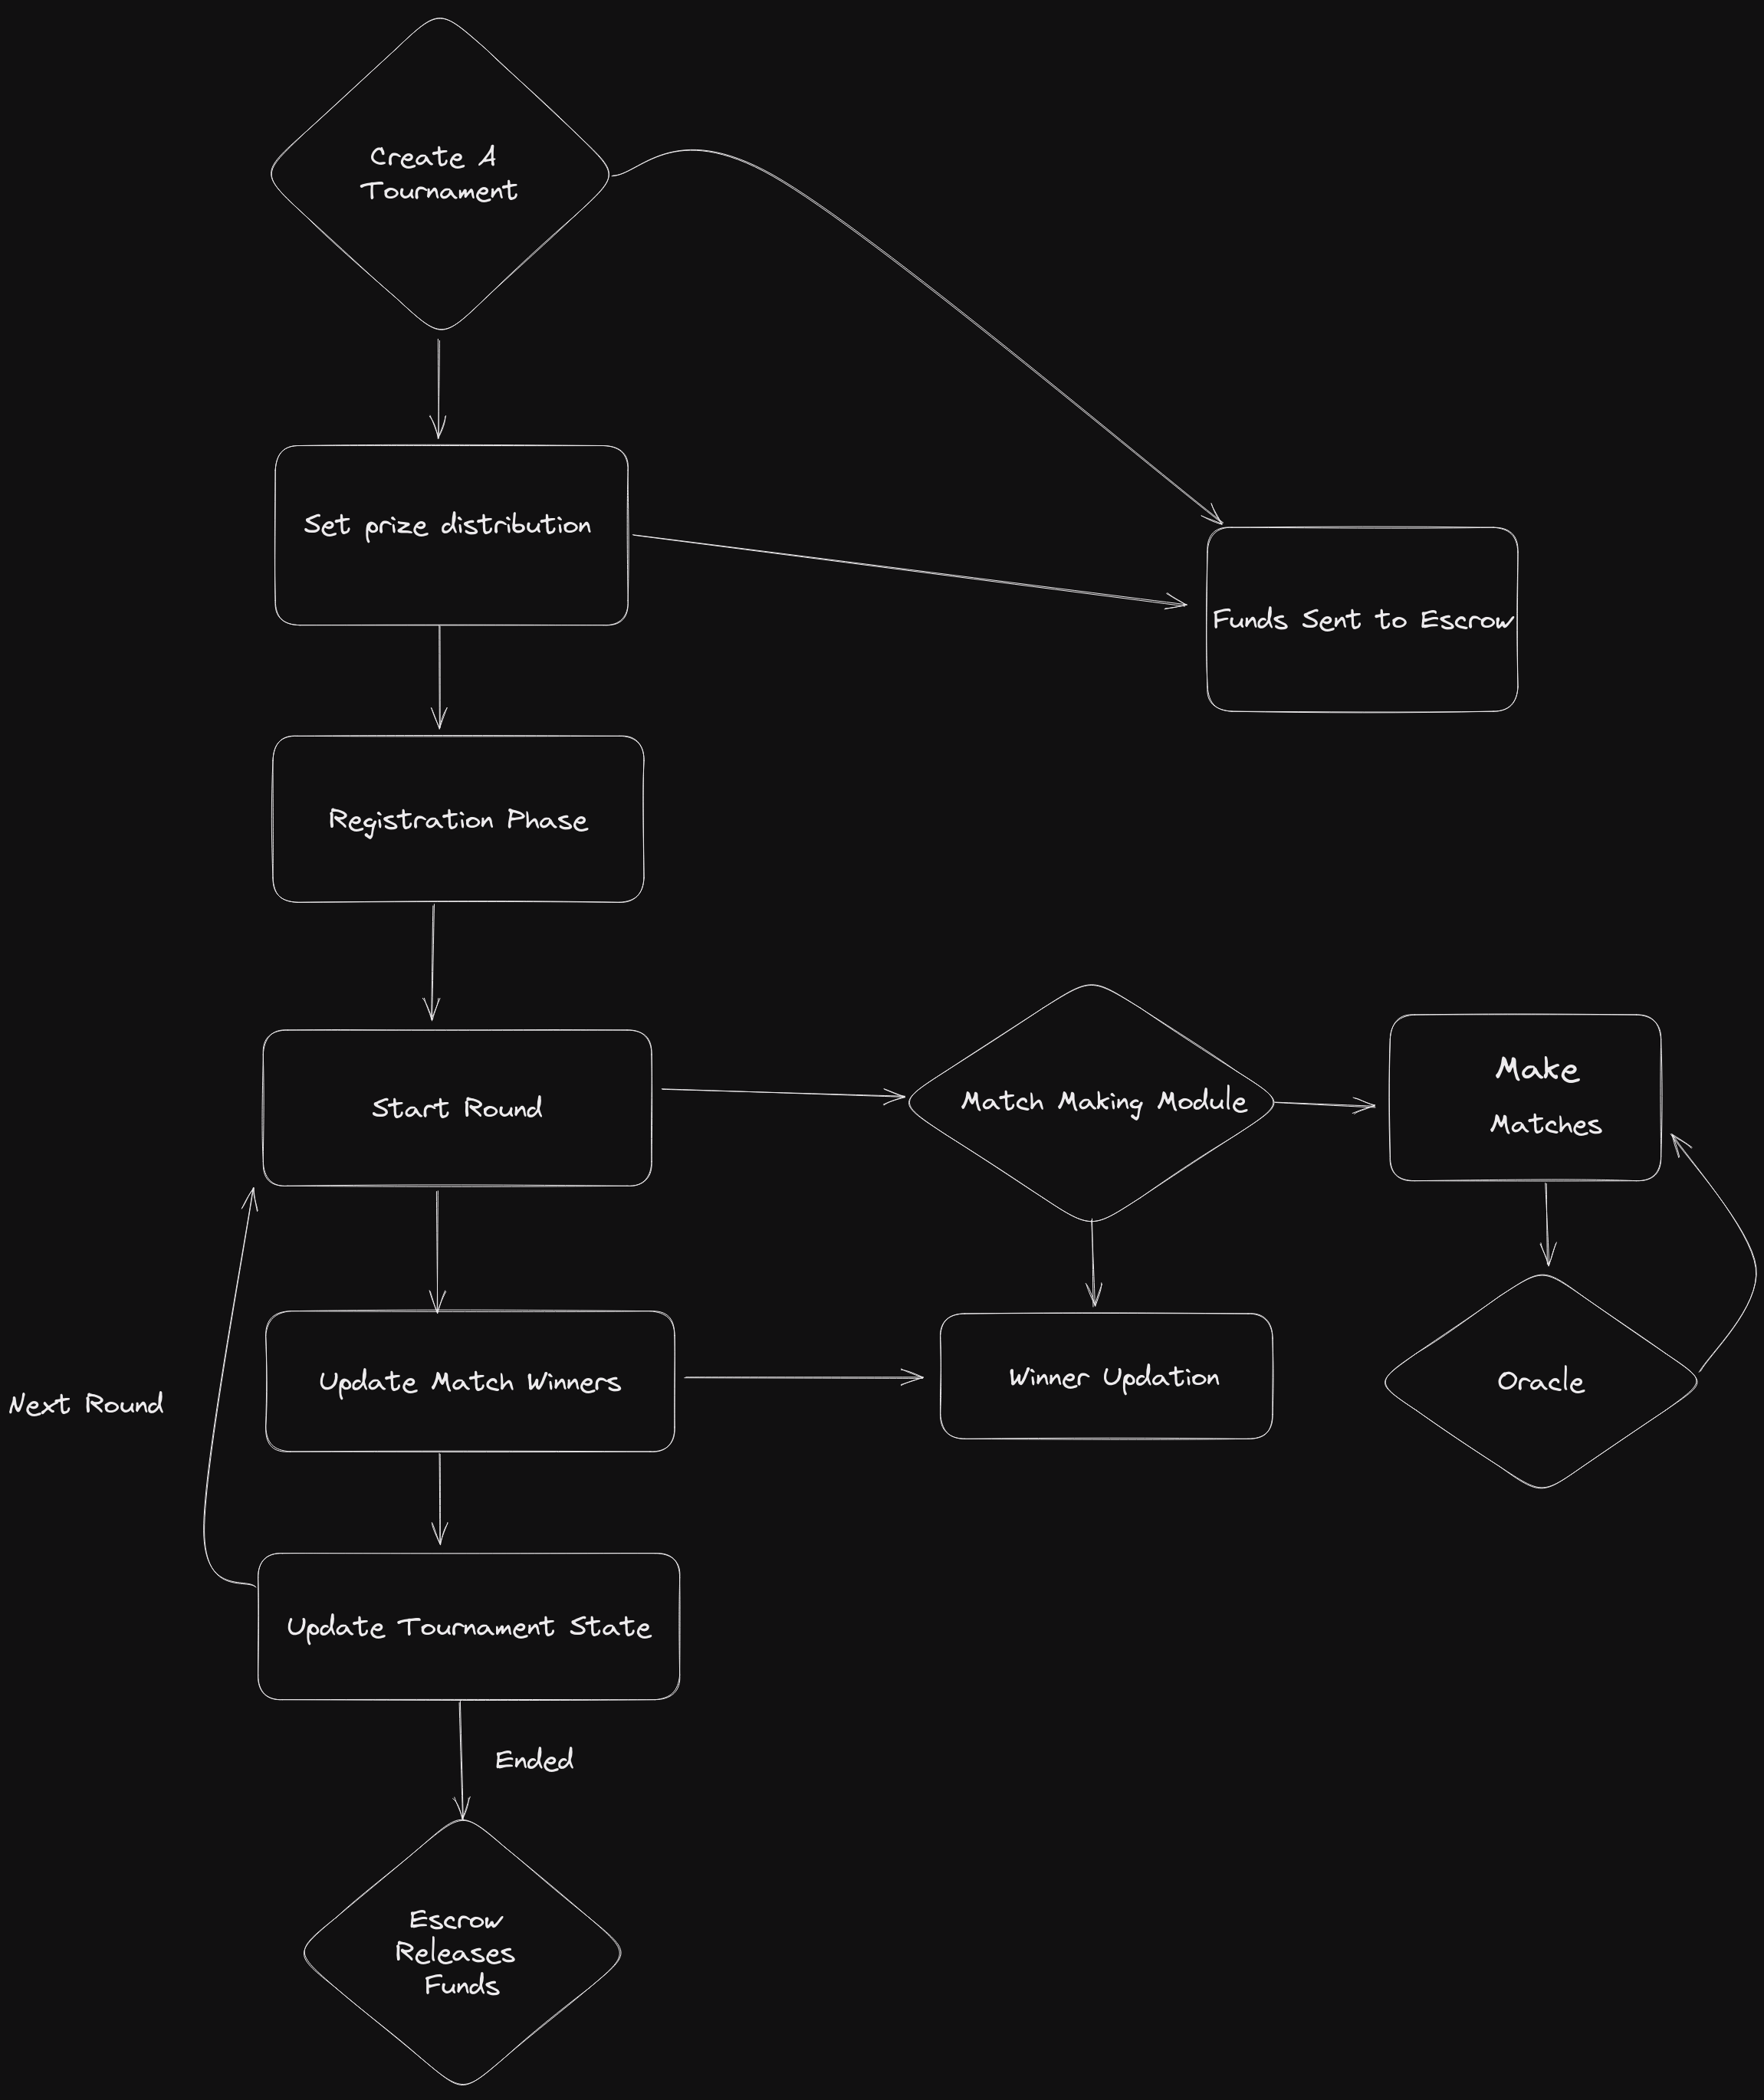 Create A
Tournament
Set prize distribution
Funds Sent to Escrow
Registration Phase
Start Round
Match Making Module
Make
Matches
Update Match Winners
Winner Updation
Oracle
Next Round
Update Tournament State
Ended
Escrow
Releases
Funds